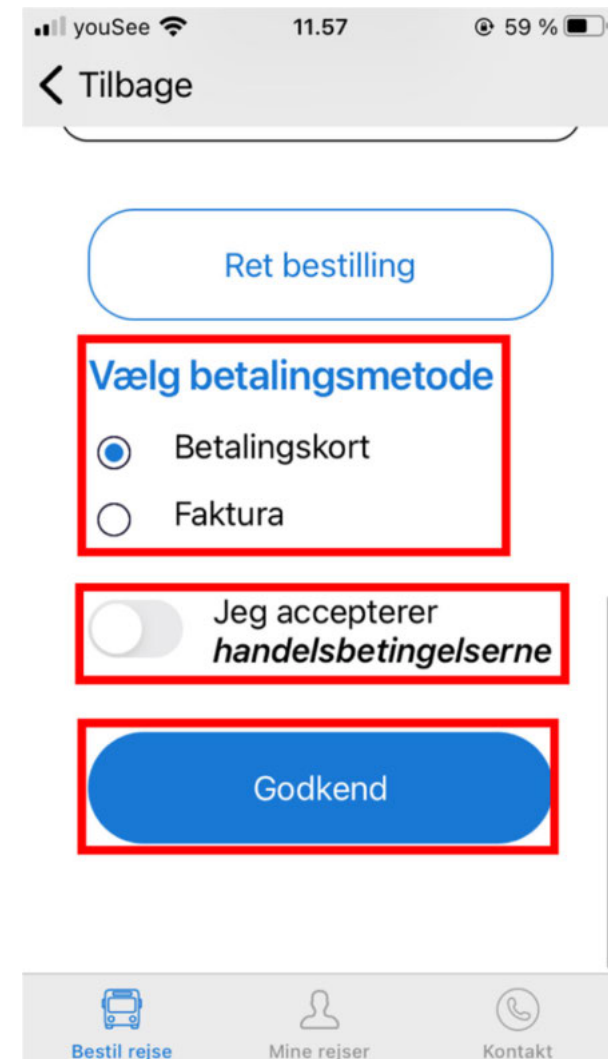 youSee 11.57 59 %
Tilbage
Ret bestilling
Vælg betalingsmetode
Betalingskort
Faktura
Jeg accepterer
handelsbetingelserne
Godkend
Bestil rejse Mine rejser Kontakt